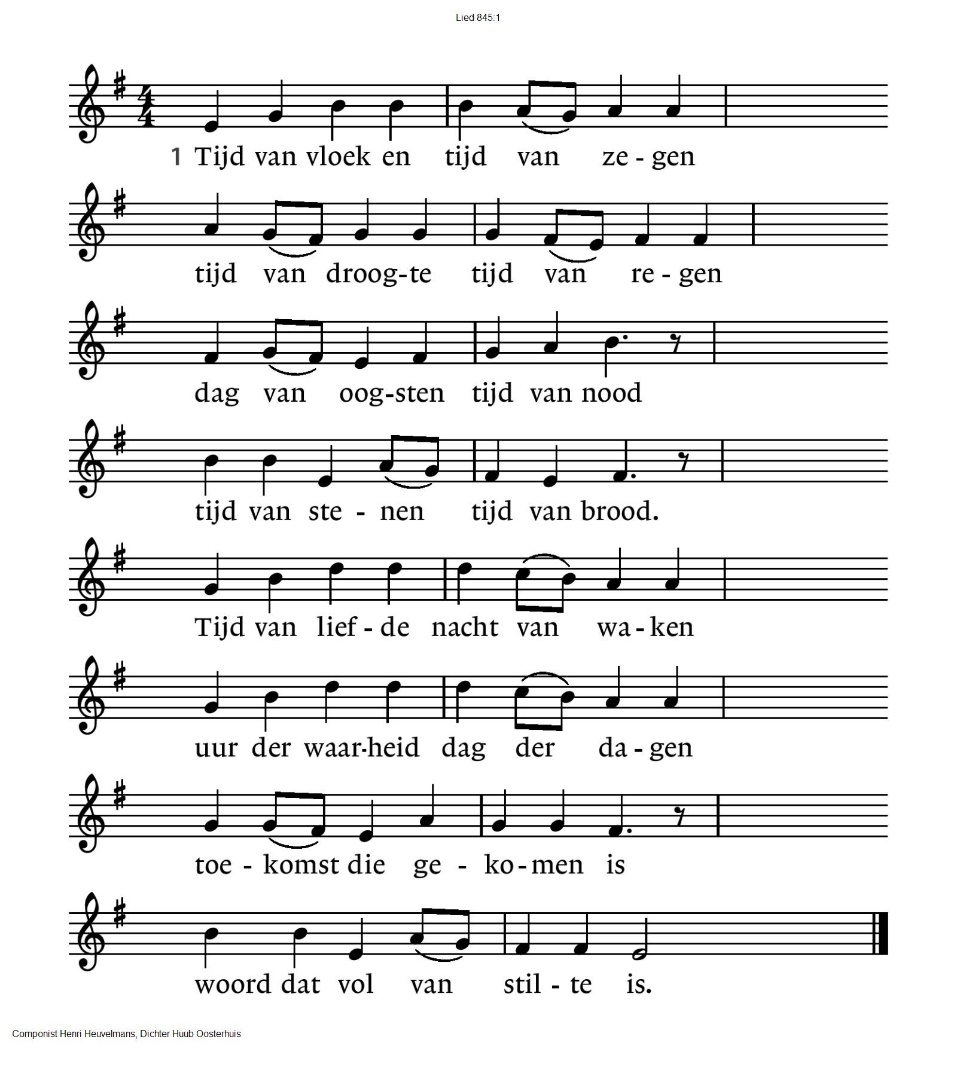 Lied 845:1
1 Tijd van vloek en tijd van ze - gen
tijd van droog-te tijd van re - gen
dag van oog-sten tijd van nood
tijd van ste - nen tijd van brood.
Tijd van lief - de nacht van wa - ken
uur der waar-heid dag der da - gen
toe - komst die ge - ko - men is
woord dat vol van stil - te is.
Componist Henri Heuvelmans, Dichter Huub Oosterhuis